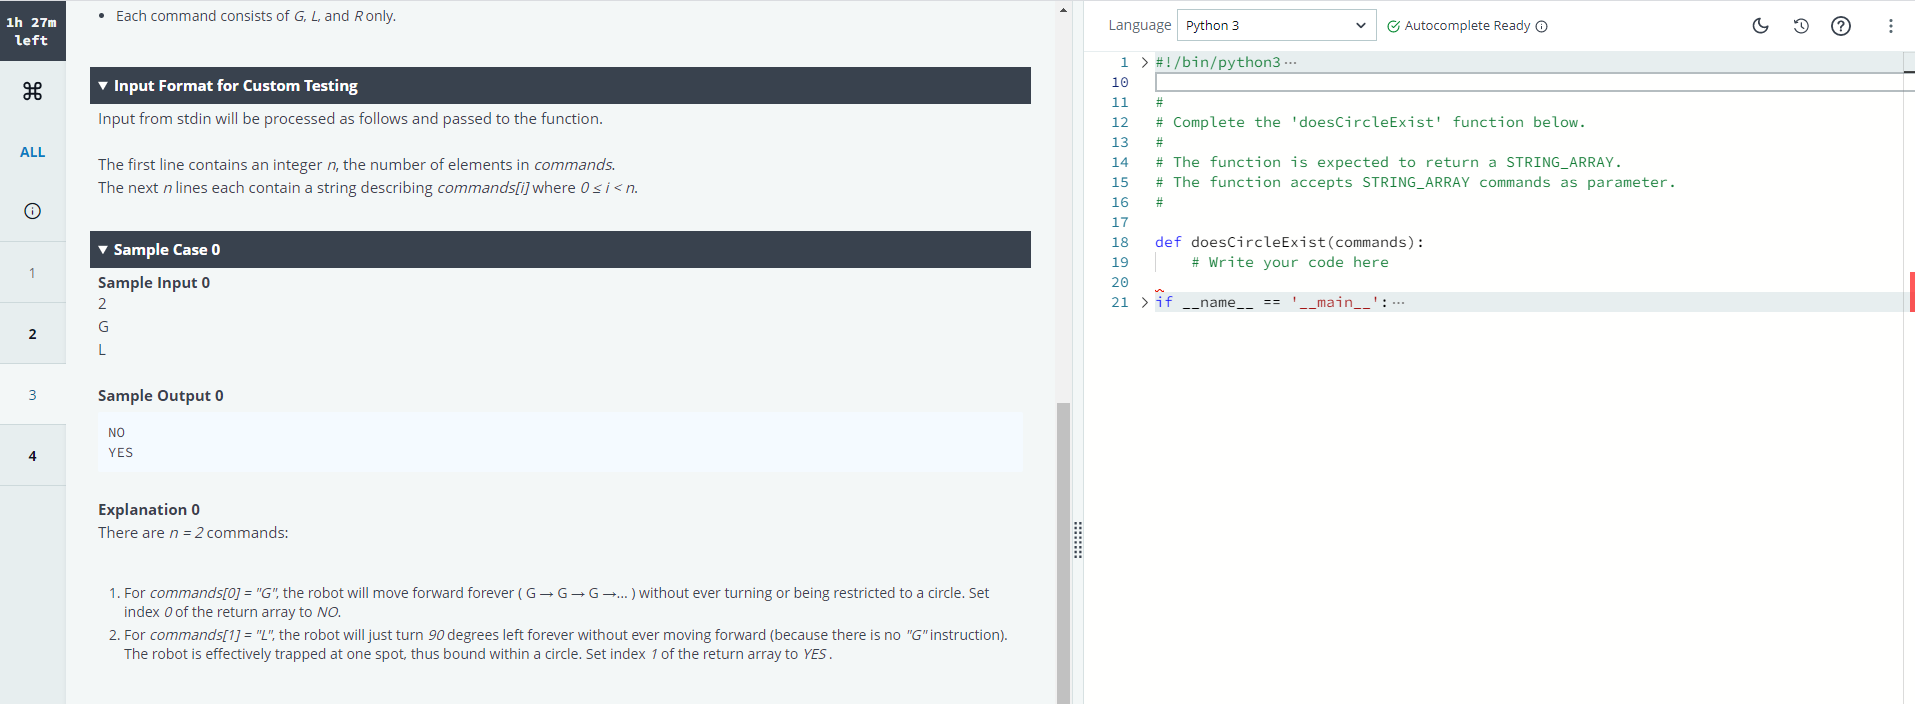 1h 27m
left
ALL
1
2
3
4
• Each command consists of G, L, and R only.
▼ Input Format for Custom Testing
Input from stdin will be processed as follows and passed to the function.
The first line contains an integer n, the number of elements in commands.
The next n lines each contain a string describing commands[i] where 0 ≤ i < n.
▼ Sample Case 0
Sample Input 0
2
G
L
Sample Output 0
NO
YES
Explanation 0
There are n = 2 commands:
1. For commands[0] = "G", the robot will move forward forever ( G → G → G →... ) without ever turning or being restricted to a circle. Set
index 0 of the return array to NO.
2. For commands[1] = "L", the robot will just turn 90 degrees left forever without ever moving forward (because there is no "G" instruction).
The robot is effectively trapped at one spot, thus bound within a circle. Set index 1 of the return array to YES .
Language Python 3 Autocomplete Ready
1 > #!/bin/python3 ···
10
11 #
12 # Complete the 'doesCircleExist' function below.
13 #
14 # The function is expected to return a STRING_ARRAY.
15 # The function accepts STRING_ARRAY commands as parameter.
16 #
17
18 def doesCircleExist(commands):
19     # Write your code here
20
21 > if __name__ == '__main__': ···